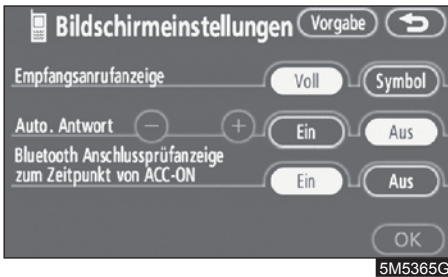 Bildschirmeinstellungen Vorgabe
Empfangsanrufanzeige Voll Symbol
Auto. Antwort − + Ein Aus
Bluetooth Anschlussprüfanzeige
zum Zeitpunkt von ACC-ON Ein Aus
OK
5M5365G